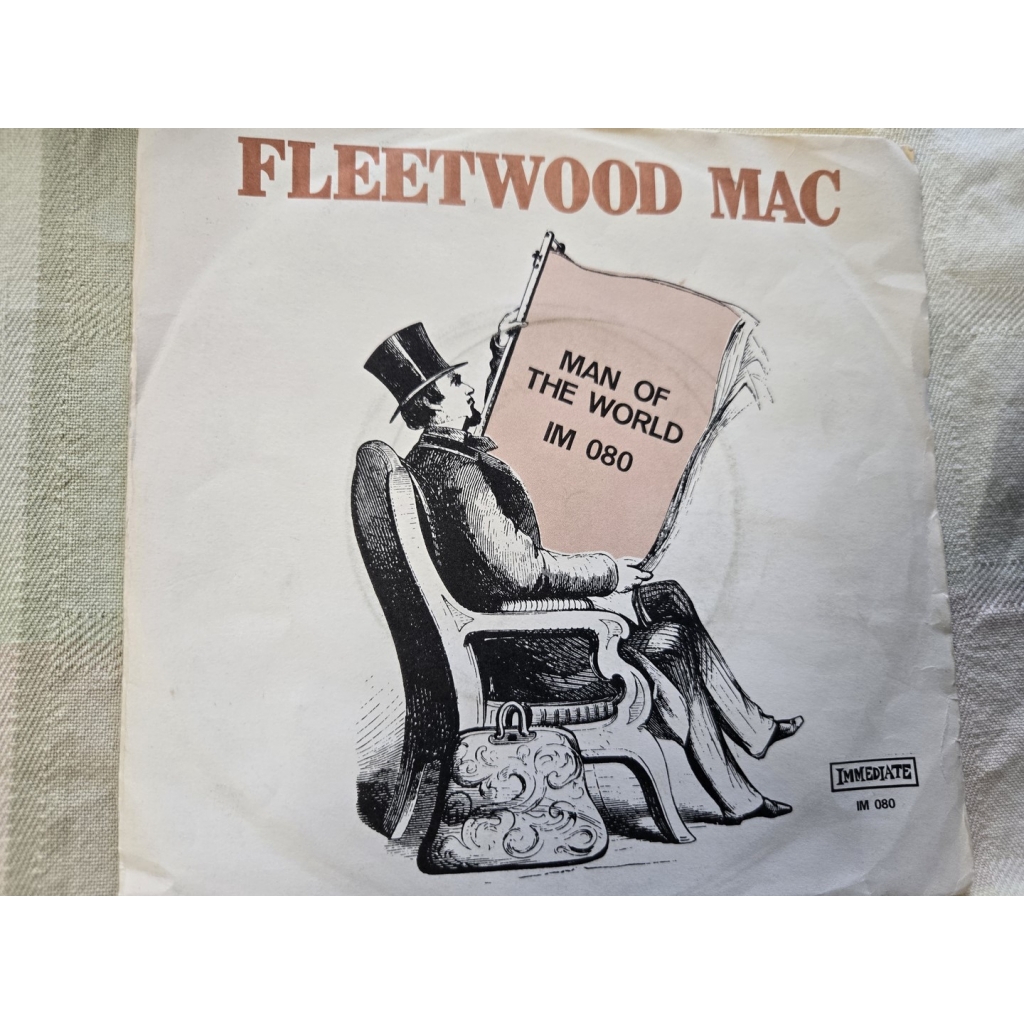 FLEETWOOD MAC
MAN OF
THE WORLD
IM 080
IMMEDIATE
IM 080